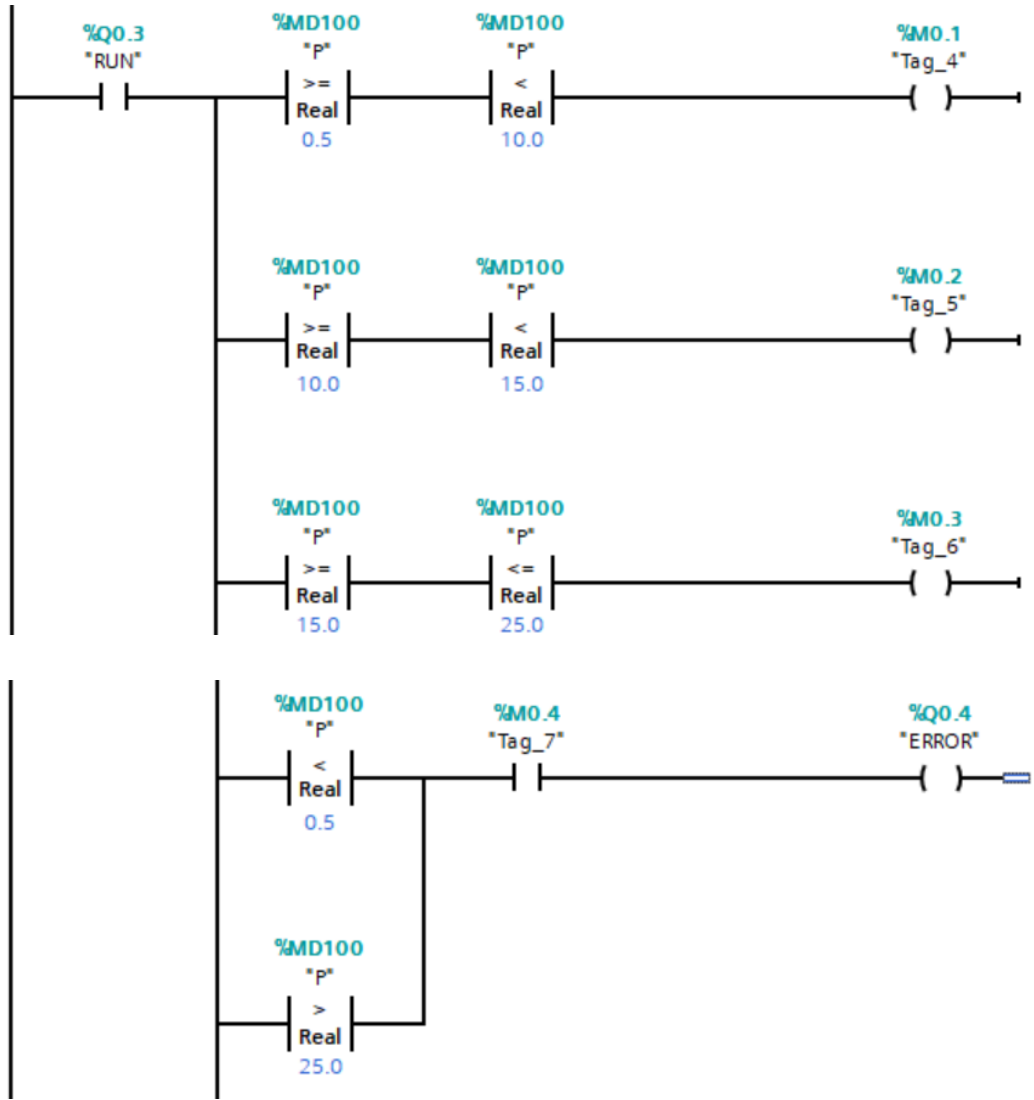 %Q0.3
"RUN"
%MD100
"P"
>=
Real
0.5
%MD100
"P"
<
Real
10.0
%M0.1
"Tag_4"
%MD100
"P"
>=
Real
10.0
%MD100
"P"
<
Real
15.0
%M0.2
"Tag_5"
%MD100
"P"
>=
Real
15.0
%MD100
"P"
<=
Real
25.0
%M0.3
"Tag_6"
%MD100
"P"
<
Real
0.5
%M0.4
"Tag_7"
%Q0.4
"ERROR"
%MD100
"P"
>
Real
25.0